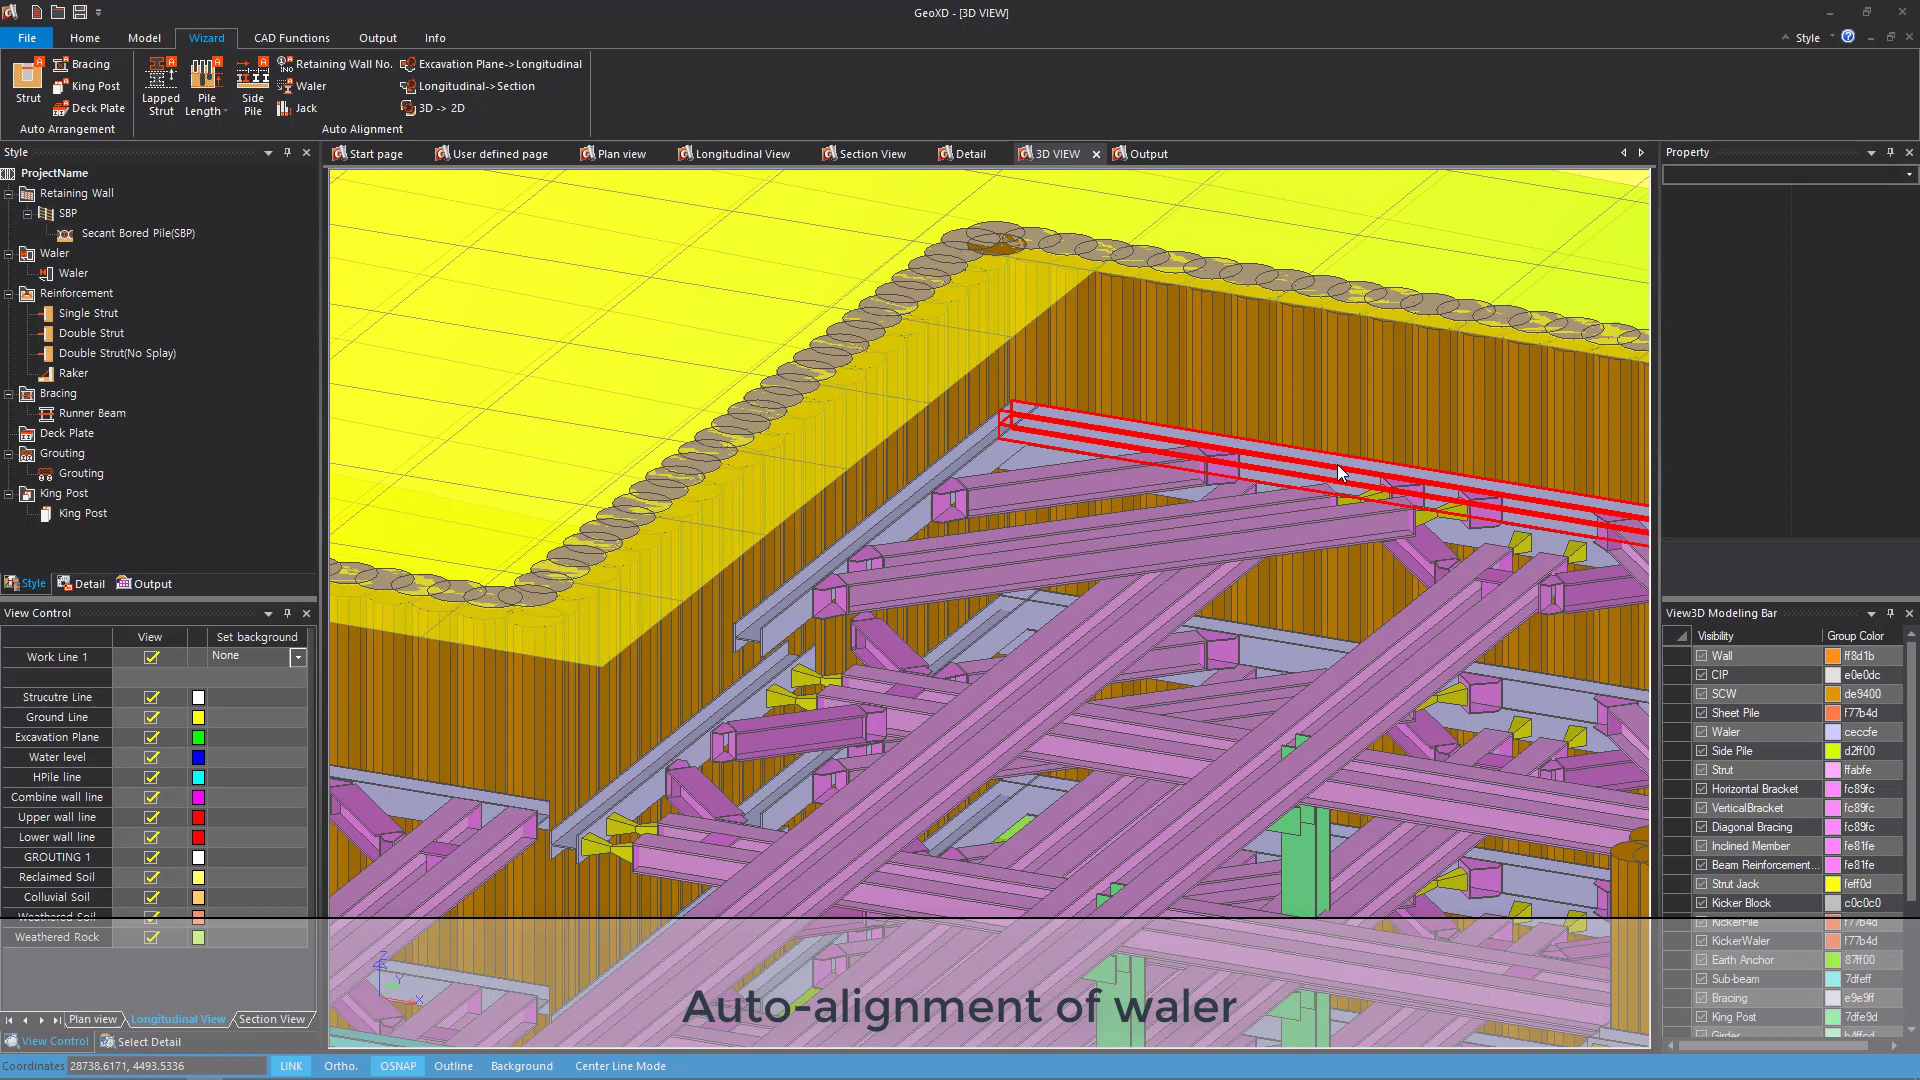 GeoXD - [3D VIEW]
File Home Model Wizard CAD Functions Output Info
Style
Strut
Bracing
King Post
Deck Plate
Auto Arrangement
Lapped Strut
Pile Length
Side Pile
Retaining Wall No.
Waler
Jack
Excavation Plane->Longitudinal
Longitudinal->Section
3D -> 2D
Auto Alignment
Style
ProjectName
Retaining Wall
SBP
Secant Bored Pile(SBP)
Waler
Waler
Reinforcement
Single Strut
Double Strut
Double Strut(No Splay)
Raker
Bracing
Runner Beam
Deck Plate
Grouting
Grouting
King Post
King Post
Style Detail Output
Start page User defined page Plan view Longitudinal View Section View Detail 3D VIEW Output
View Control
View Set background
Work Line 1 None
Strucutre Line
Ground Line
Excavation Plane
Water level
HPile line
Combine wall line
Upper wall line
Lower wall line
GROUTING 1
Reclaimed Soil
Colluvial Soil
Weathered Soil
Weathered Rock
Plan view Longitudinal View Section View
View Control Select Detail
Z
Y
X
Auto-alignment of waler
Property
View3D Modeling Bar
Visibility Group Color
Wall ff8d1b
CIP e0e0dc
SCW de9400
Sheet Pile f77b4d
Waler ceccfe
Side Pile d2ff00
Strut ffabfe
Horizontal Bracket fc89fc
VerticalBracket fc89fc
Diagonal Bracing fc89fc
Inclined Member fe81fe
Beam Reinforcement... fe81fe
Strut Jack feff0d
Kicker Block c0c0c0
KickerPile f77b4d
KickerWaler f77b4d
Earth Anchor 87ff00
Sub-beam 7dfeff
Bracing e9e9ff
King Post 7dfe9d
Girder
Coordinates 28738.6171, 4493.5336 LINK Ortho. OSNAP Outline Background Center Line Mode